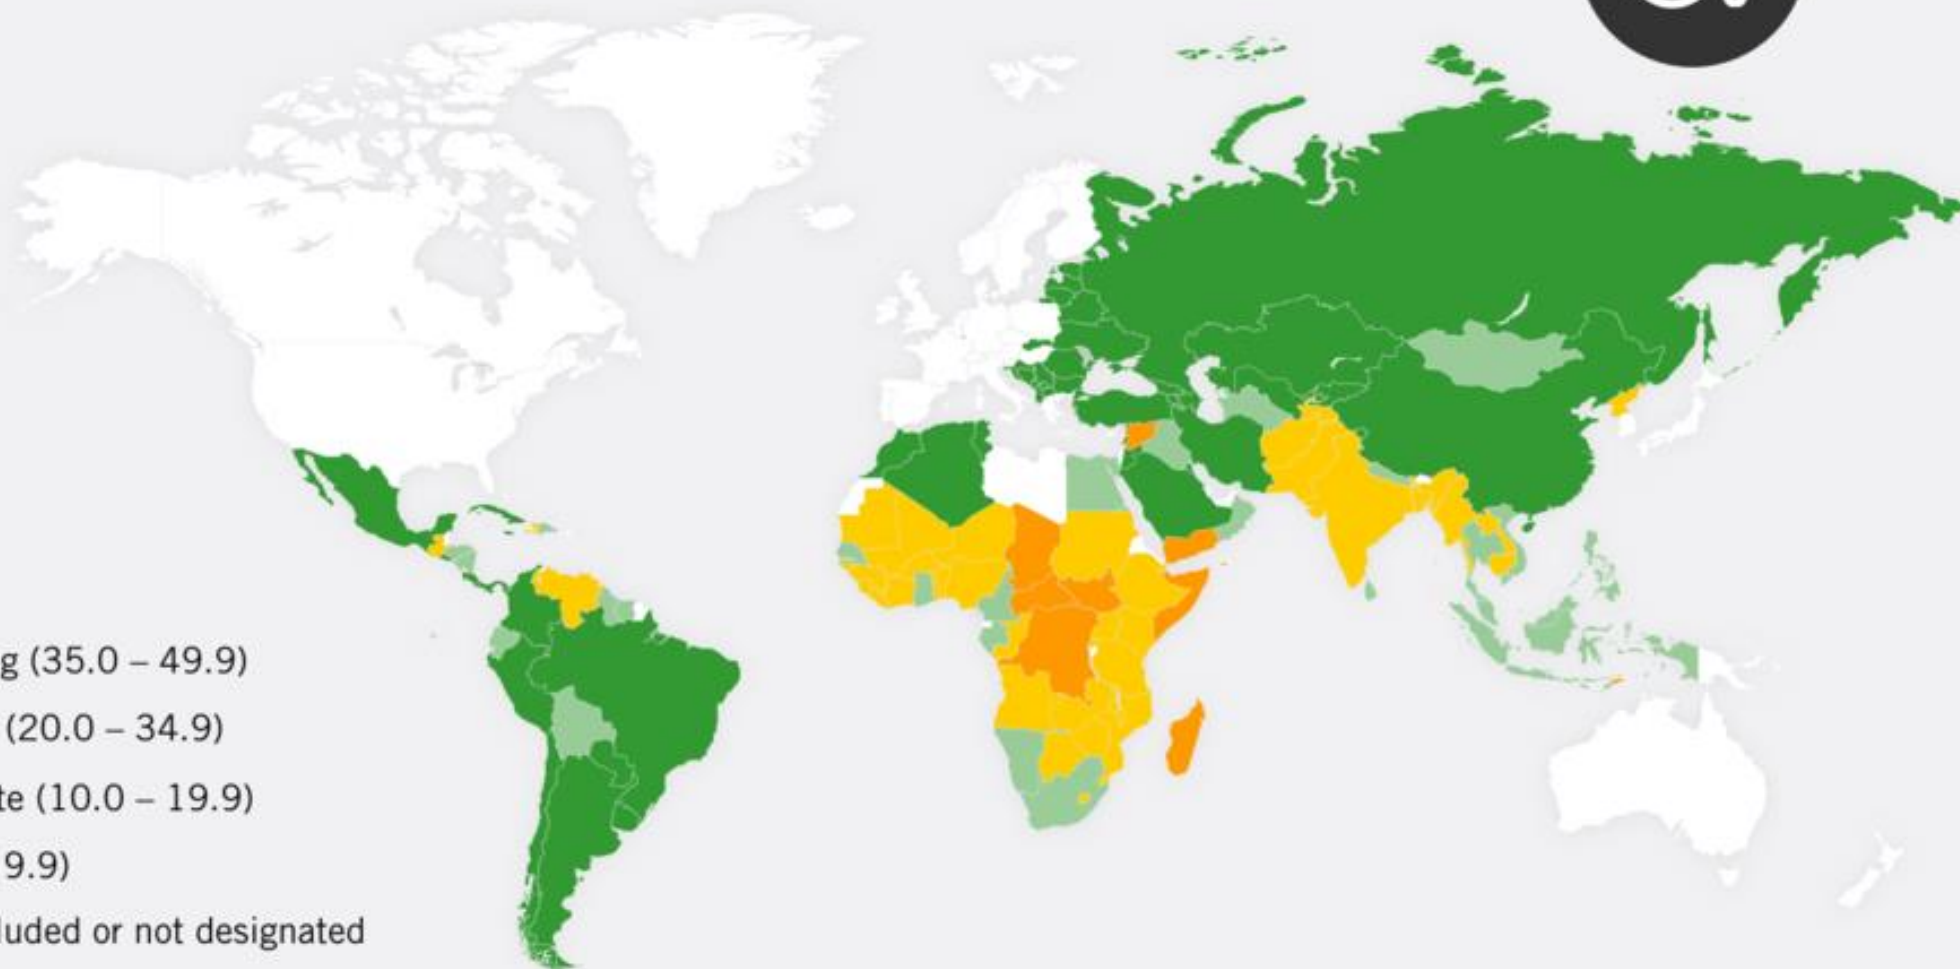 g (35.0 – 49.9)
(20.0 – 34.9)
te (10.0 – 19.9)
9.9)
luded or not designated